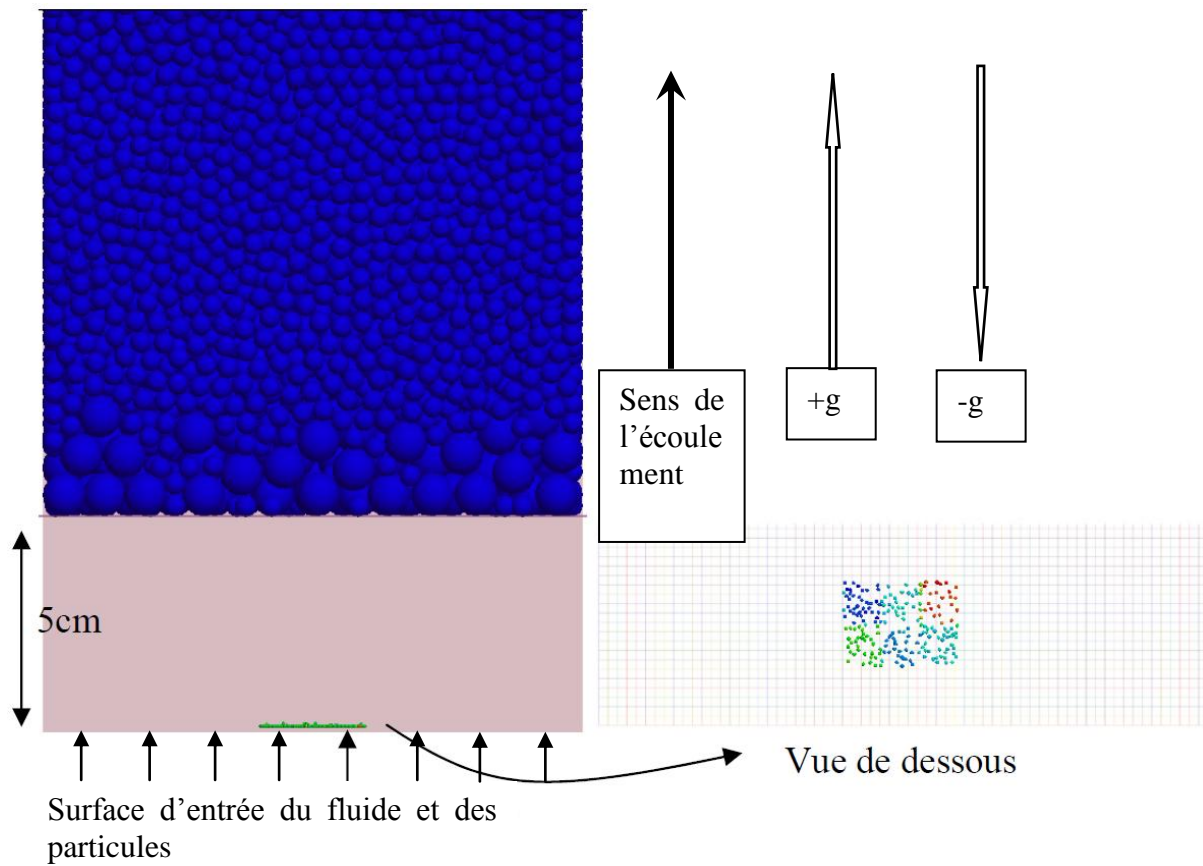 Sens de
l’écoule
ment
+g
-g
5cm
Vue de dessous
Surface d’entrée du fluide et des
particules